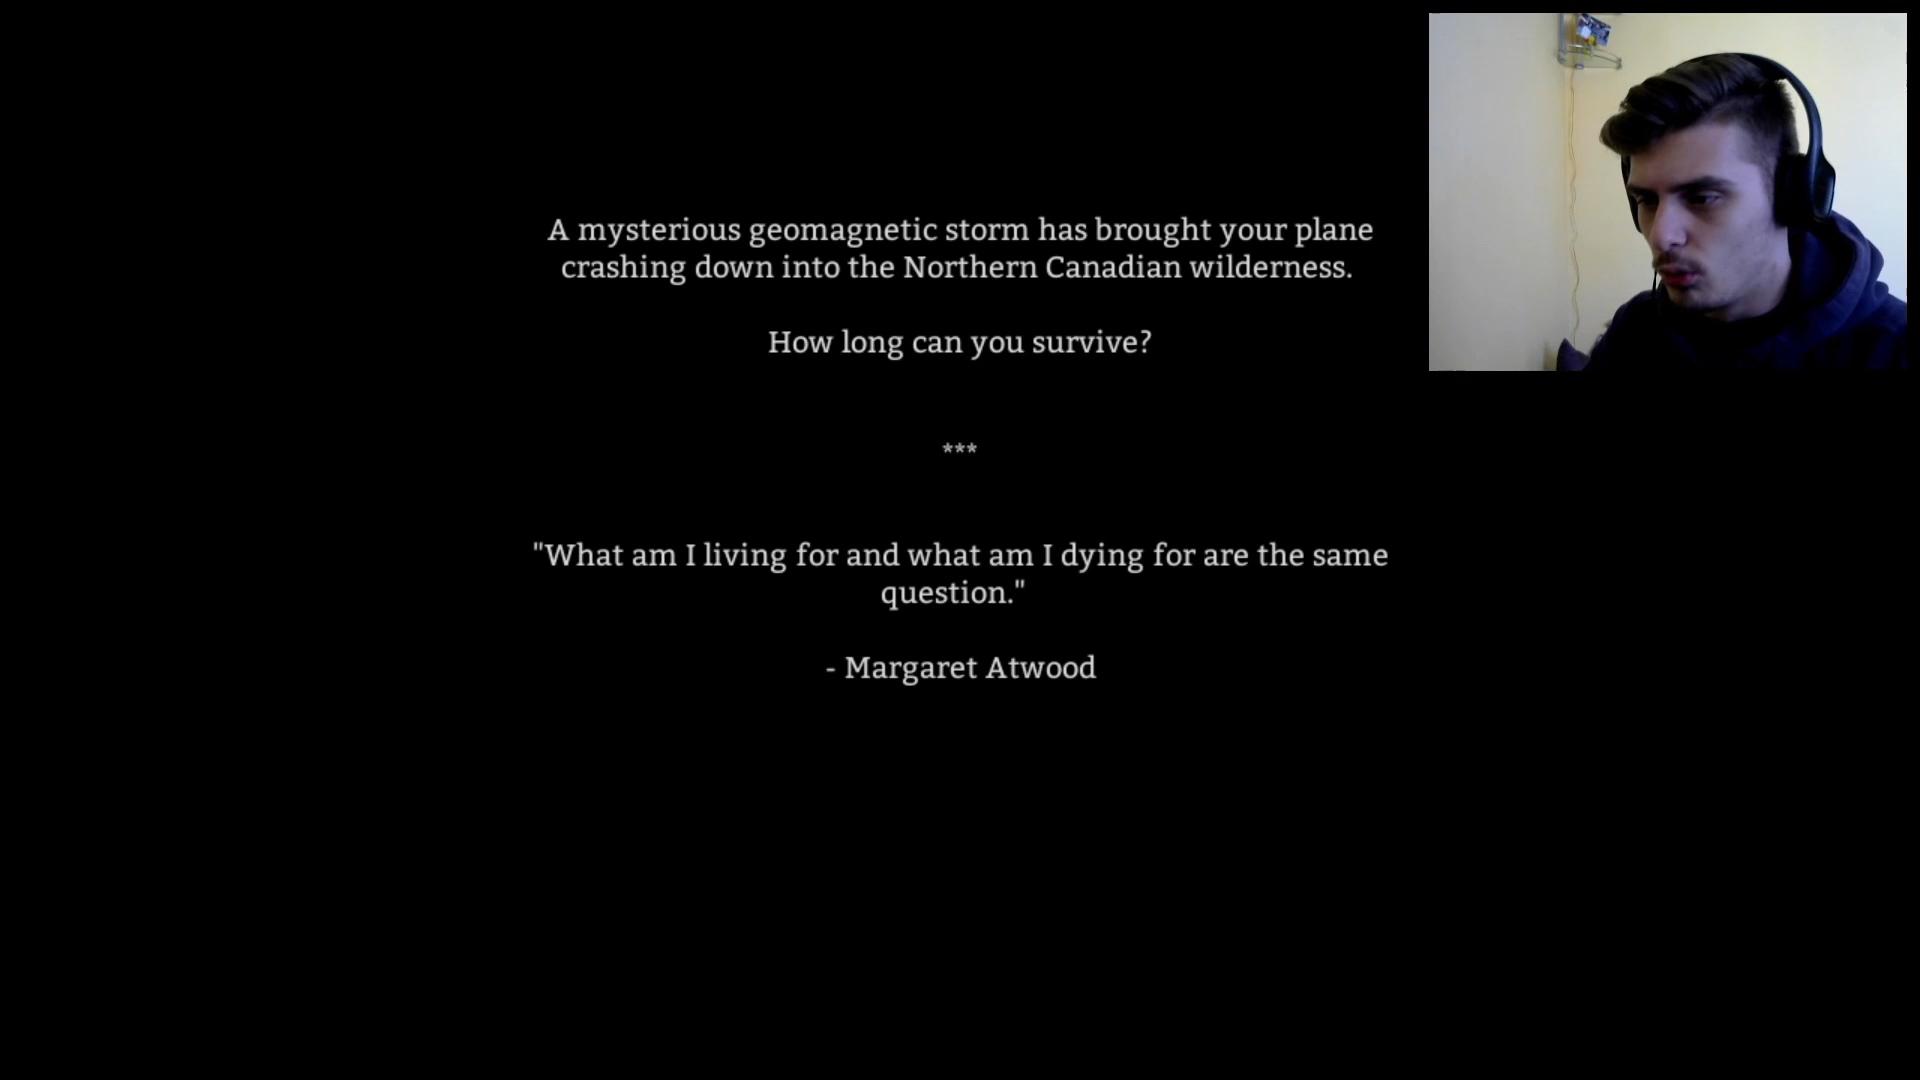 A mysterious geomagnetic storm has brought your plane
crashing down into the Northern Canadian wilderness.
How long can you survive?
***
"What am I living for and what am I dying for are the same
question."
- Margaret Atwood